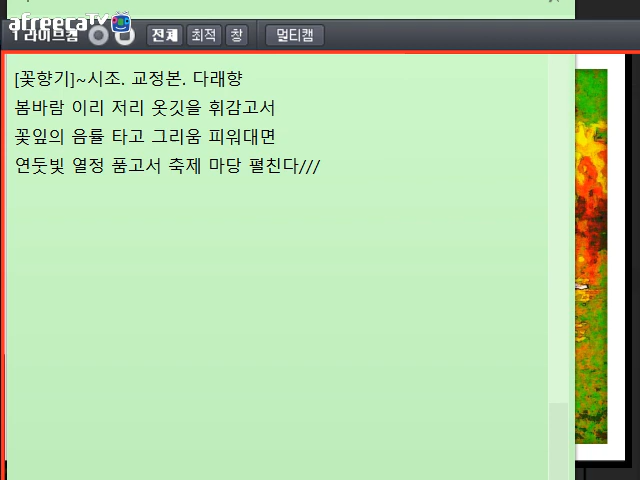 afreecaTV
1 라이브캠
전체 최적 창 멀티캠
[꽃향기]~시조. 교정본. 다래향
봄바람 이리 저리 옷깃을 휘감고서
꽃잎의 음률 타고 그리움 피워대면
연둣빛 열정 품고서 축제 마당 펼친다///